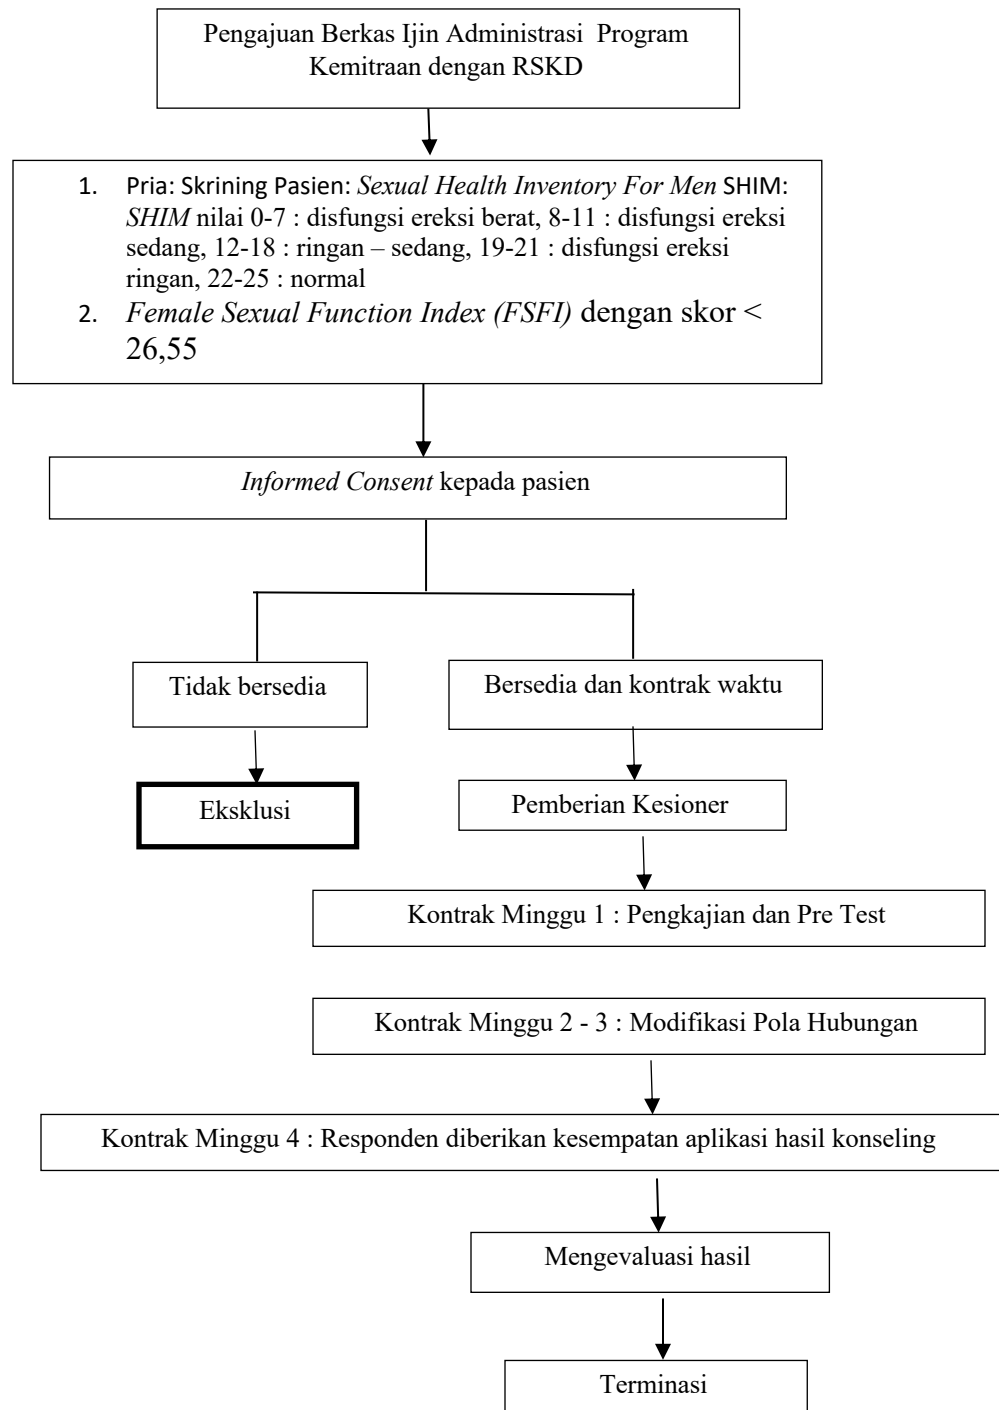 Pengajuan Berkas Ijin Administrasi Program
Kemitraan dengan RSKD
1. Pria: Skrining Pasien: Sexual Health Inventory For Men SHIM:
SHIM nilai 0-7 : disfungsi ereksi berat, 8-11 : disfungsi ereksi
sedang, 12-18 : ringan – sedang, 19-21 : disfungsi ereksi
ringan, 22-25 : normal
2. Female Sexual Function Index (FSFI) dengan skor <
26,55
Informed Consent kepada pasien
Tidak bersedia
Bersedia dan kontrak waktu
Eksklusi
Pemberian Kesioner
Kontrak Minggu 1 : Pengkajian dan Pre Test
Kontrak Minggu 2 - 3 : Modifikasi Pola Hubungan
Kontrak Minggu 4 : Responden diberikan kesempatan aplikasi hasil konseling
Mengevaluasi hasil
Terminasi